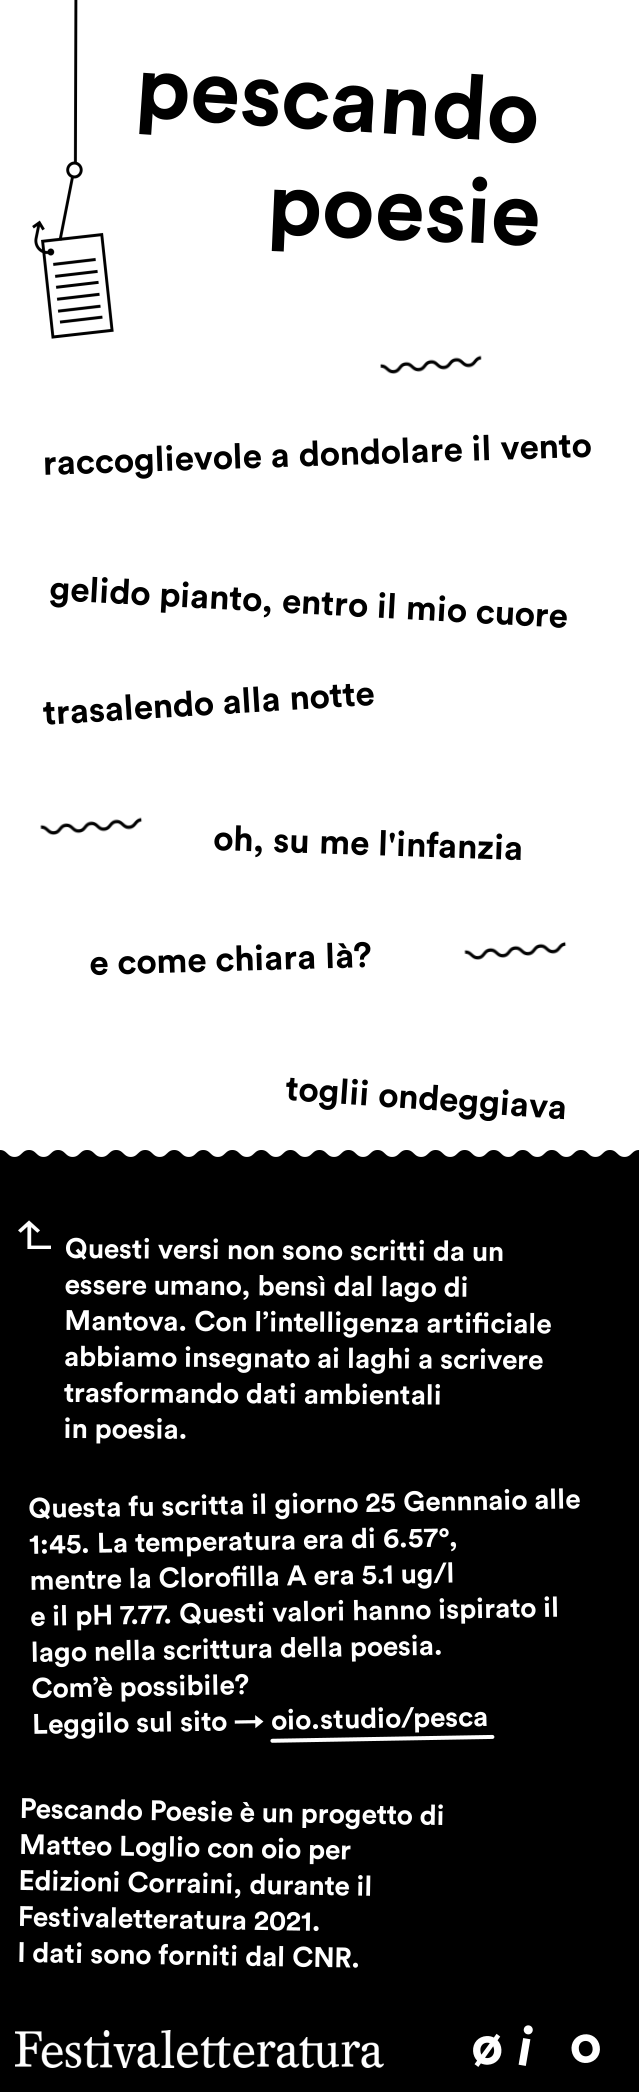 pescando
poesie
raccoglievole a dondolare il vento
gelido pianto, entro il mio cuore
trasalendo alla notte
oh, su me l'infanzia
e come chiara là?
toglii ondeggiava
Questi versi non sono scritti da un
essere umano, bensì dal lago di
Mantova. Con l’intelligenza artificiale
abbiamo insegnato ai laghi a scrivere
trasformando dati ambientali
in poesia.
Questa fu scritta il giorno 25 Gennnaio alle
1:45. La temperatura era di 6.57°,
mentre la Clorofilla A era 5.1 ug/l
e il pH 7.77. Questi valori hanno ispirato il
lago nella scrittura della poesia.
Com’è possibile?
Leggilo sul sito → oio.studio/pesca
Pescando Poesie è un progetto di
Matteo Loglio con oio per
Edizioni Corraini, durante il
Festivaletteratura 2021.
I dati sono forniti dal CNR.
Festivaletteratura øi o